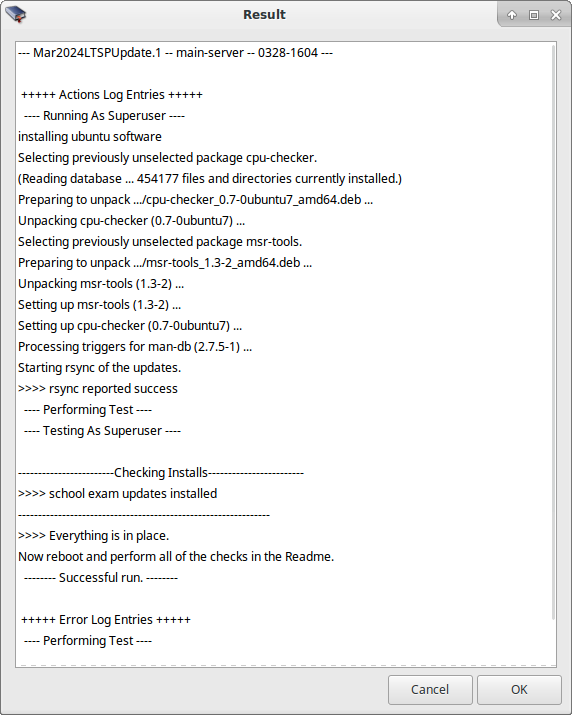 Result
--- Mar2024LTSPUpdate.1 -- main-server -- 0328-1604 ---
+++++ Actions Log Entries +++++
---- Running As Superuser ----
installing ubuntu software
Selecting previously unselected package cpu-checker.
(Reading database ... 454177 files and directories currently installed.)
Preparing to unpack .../cpu-checker_0.7-0ubuntu7_amd64.deb ...
Unpacking cpu-checker (0.7-0ubuntu7) ...
Selecting previously unselected package msr-tools.
Preparing to unpack .../msr-tools_1.3-2_amd64.deb ...
Unpacking msr-tools (1.3-2) ...
Setting up msr-tools (1.3-2) ...
Setting up cpu-checker (0.7-0ubuntu7) ...
Processing triggers for man-db (2.7.5-1) ...
Starting rsync of the updates.
>>>> rsync reported success
---- Performing Test ----
---- Testing As Superuser ----
------------------------Checking Installs------------------------
>>>> school exam updates installed
---------------------------------------------------------------
>>>> Everything is in place.
Now reboot and perform all of the checks in the Readme.
-------- Successful run. --------
+++++ Error Log Entries +++++
---- Performing Test ----
Cancel
OK